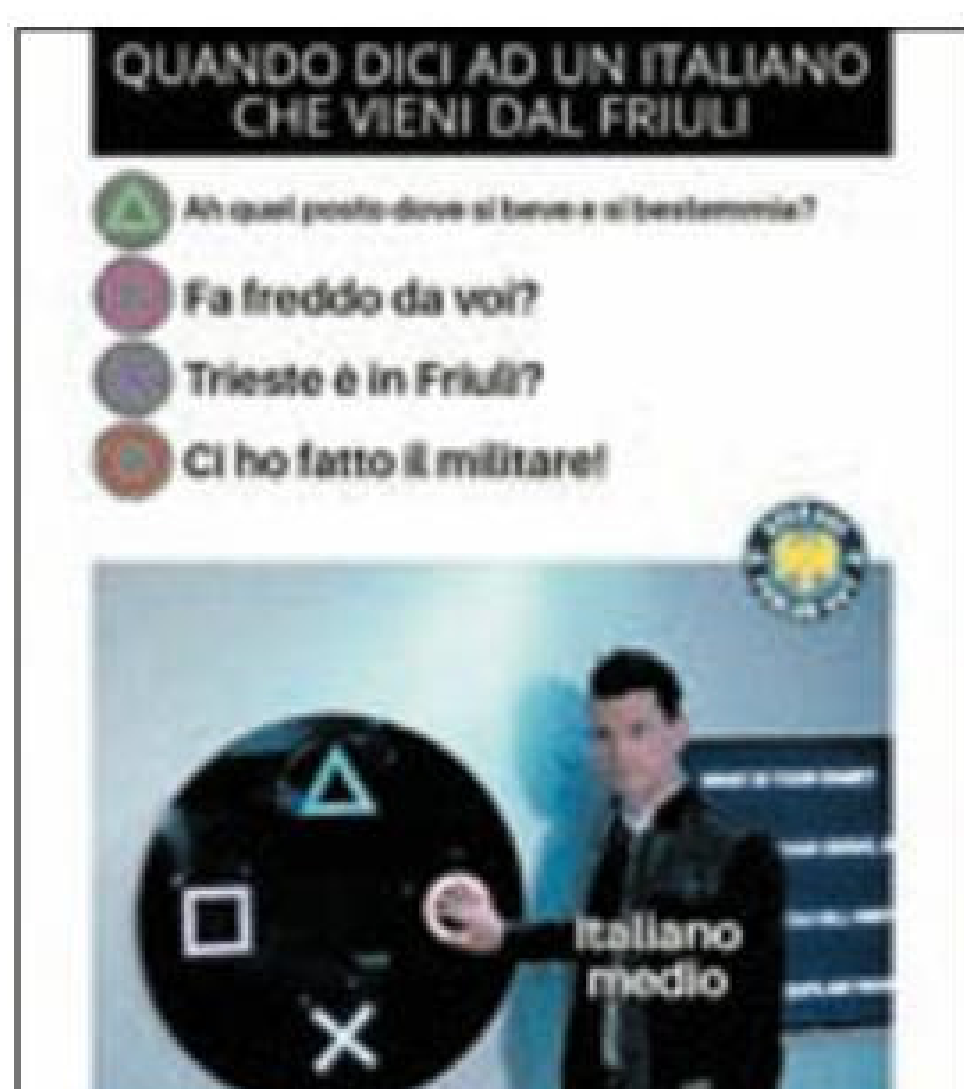 QUANDO DICI AD UN ITALIANO
CHE VIENI DAL FRIULI
Ah quel posto dove si beve e si bestemmia?
Fa freddo da voi?
Trieste è in Friuli?
Ci ho fatto il militare!
Italiano
medio